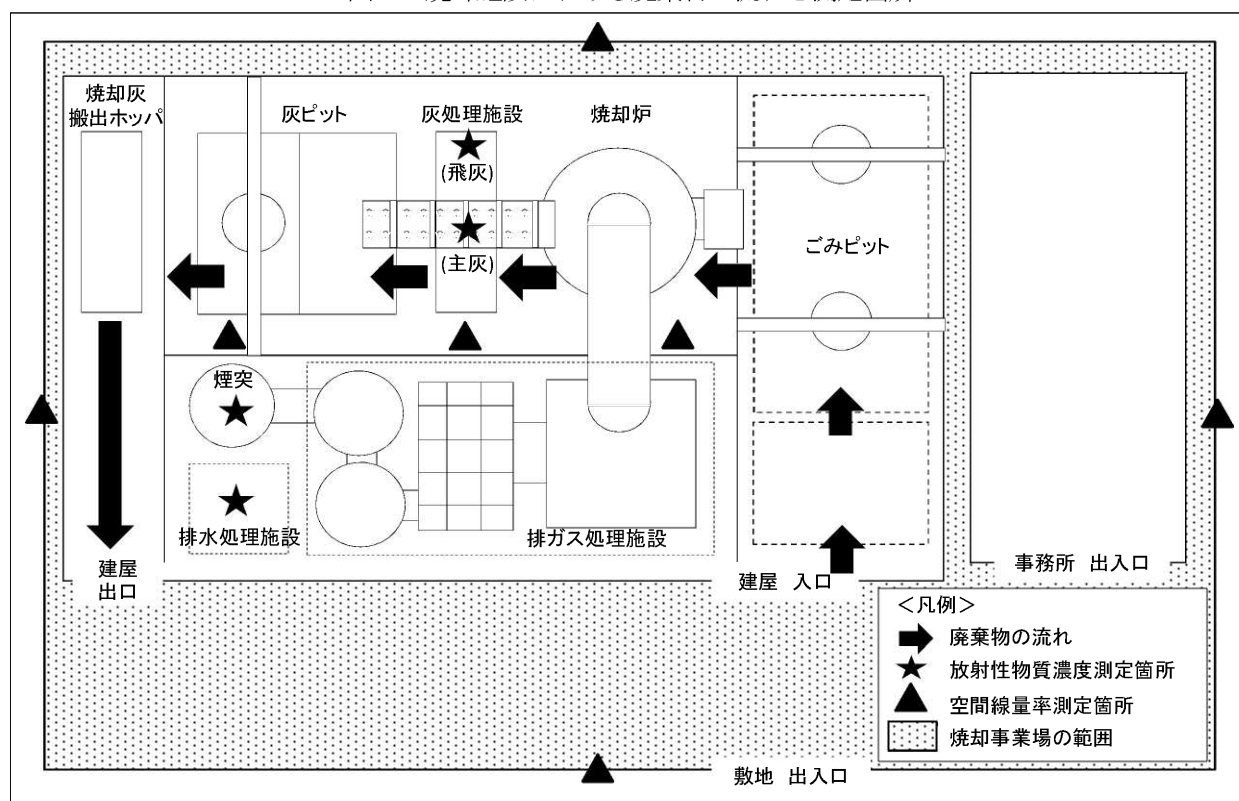 焼却灰
搬出ホッパ
灰ピット
灰処理施設
焼却炉
(飛灰)
(主灰)
ごみピット
煙突
排水処理施設
排ガス処理施設
建屋
出口
建屋 入口
事務所 出入口
<凡例>
廃棄物の流れ
放射性物質濃度測定箇所
空間線量率測定箇所
焼却事業場の範囲
敷地 出入口